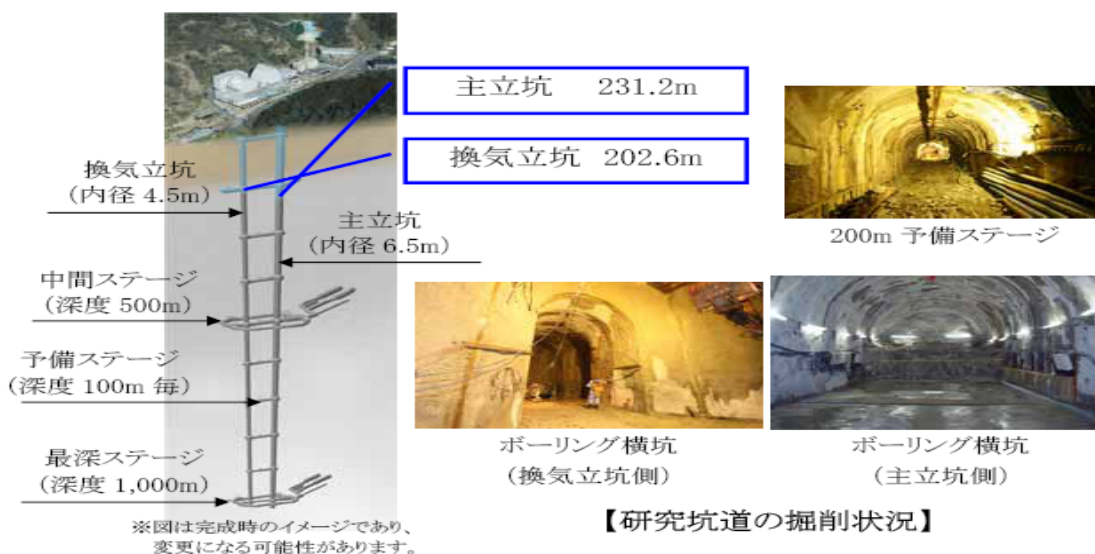 主立坑 231.2m
換気立坑 202.6m
換気立坑
(内径 4.5m)
主立坑
(内径 6.5m)
中間ステージ
(深度 500m)
予備ステージ
(深度 100m 毎)
最深ステージ
(深度 1,000m)
※図は完成時のイメージであり、
変更になる可能性があります。
200m 予備ステージ
ボーリング横坑
(換気立坑側)
ボーリング横坑
(主立坑側)
【研究坑道の掘削状況】